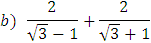 b) 2/(√3 − 1) + 2/(√3 + 1)